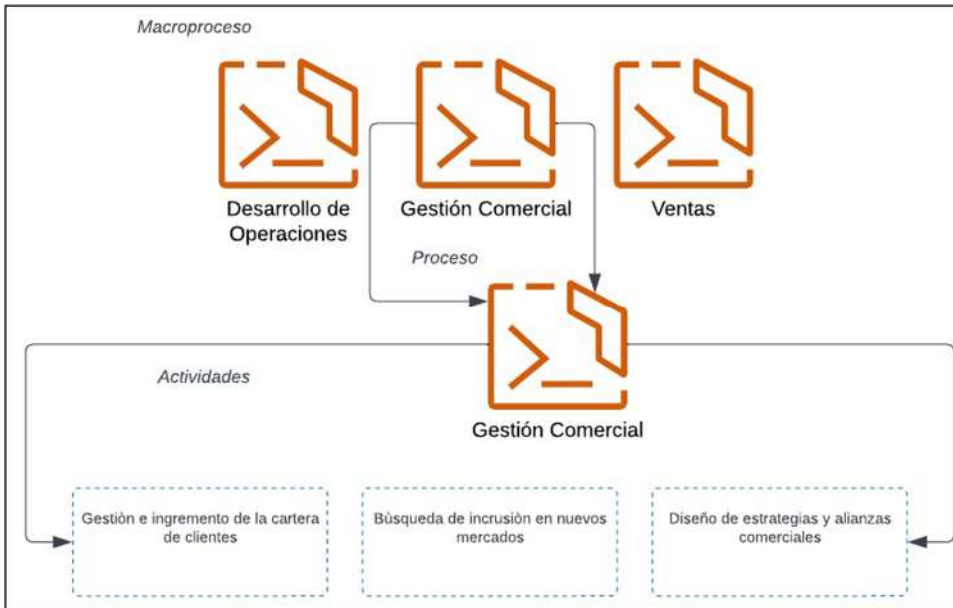 Macroproceso
Desarrollo de
Operaciones
Gestión Comercial
Ventas
Proceso
Actividades
Gestión Comercial
Gestiòn e ingremento de la cartera
de clientes
Bùsqueda de incrusiòn en nuevos
mercados
Diseño de estrategias y alianzas
comerciales